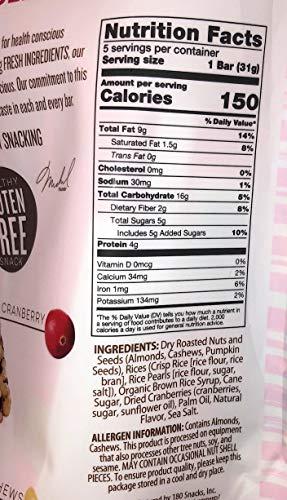 for health conscious
FRESH INGREDIENTS, our
cious. Our commitment to this
taste in each and every bar.
SNACKING
FREE
SNACK
CRANBERRY
Nutrition Facts
5 servings per container
Serving size 1 Bar (31g)
Amount per serving
Calories 150
% Daily Value*
Total Fat 9g 14%
Saturated Fat 1.5g 8%
Trans Fat 0g
Cholesterol 0mg 0%
Sodium 30mg 1%
Total Carbohydrate 16g 6%
Dietary Fiber 2g 8%
Total Sugars 5g
Includes 5g Added Sugars 10%
Protein 4g
Vitamin D 0mcg 0%
Calcium 34mg 2%
Iron 1mg 6%
Potassium 134mg 2%
*The % Daily Value (DV) tells you how much a nutrient in
a serving of food contributes to a daily diet. 2,000
calories a day is used for general nutrition advice.
INGREDIENTS: Dry Roasted Nuts and
Seeds (Almonds, Cashews, Pumpkin
Seeds), Rices (Crisp Rice [rice flour, rice
bran], Rice Pearls [rice flour, sugar,
salt]), Organic Brown Rice Syrup, Cane
Sugar, Dried Cranberries (cranberries,
sugar, sunflower oil), Palm Oil, Natural
Flavor, Sea Salt.
ALLERGEN INFORMATION: Contains Almonds,
Cashews. This product is processed on equipment
that also processes other tree nuts, soy, and
sesame. MAY CONTAIN OCCASIONAL NUT SHELL
PIECES. To ensure product quality, please keep this
package stored in a cool and dry place.
ed by 180 Snacks, Inc.